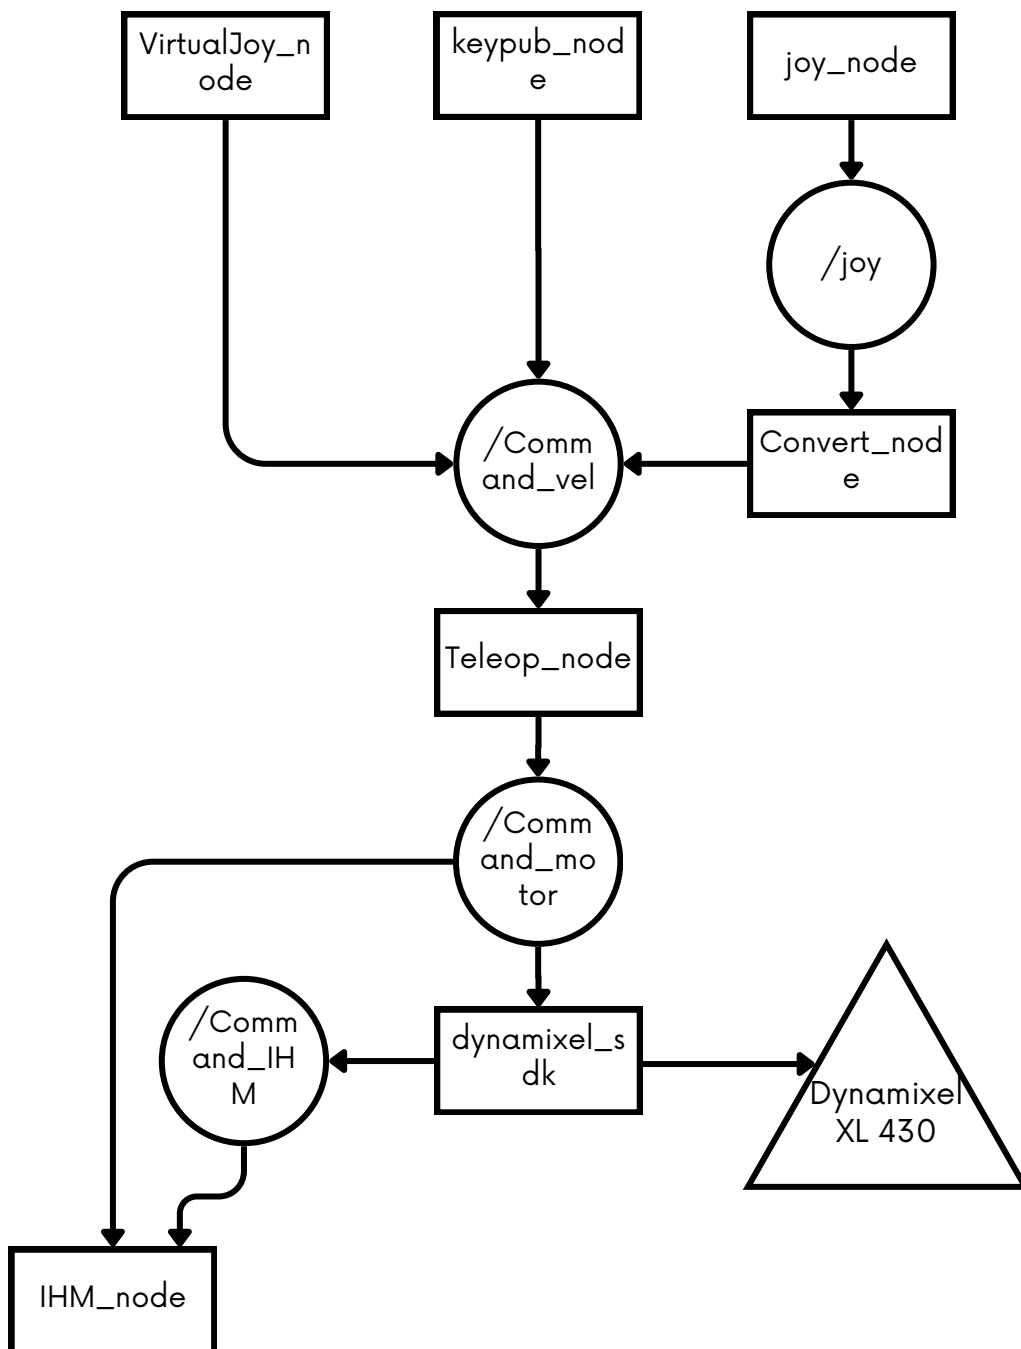 VirtualJoy_n
ode
keypub_nod
e
joy_node
/joy
/Comm
and_vel
Convert_nod
e
Teleop_node
/Comm
and_mo
tor
/Comm
and_IH
M
dynamixel_s
dk
Dynamixel
XL 430
IHM_node